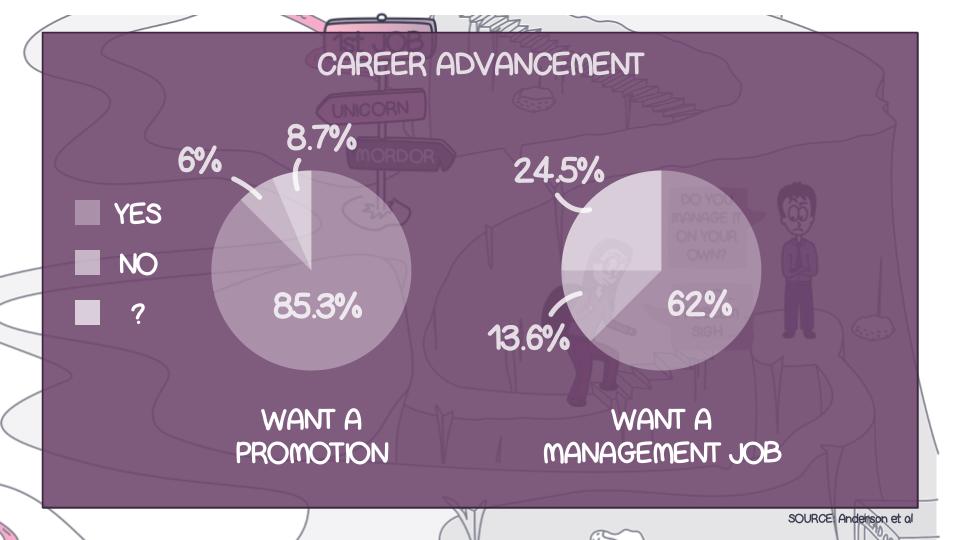 1st JOB
CAREER ADVANCEMENT
UNICORN
MORDOR
8.7%
6%
24.5%
YES
NO
?
85.3%
62%
13.6%
DO YOU
MANAGE IT
ON YOUR
OWN?
SIGH
WANT A
PROMOTION
WANT A
MANAGEMENT JOB
SOURCE: Anderson et al